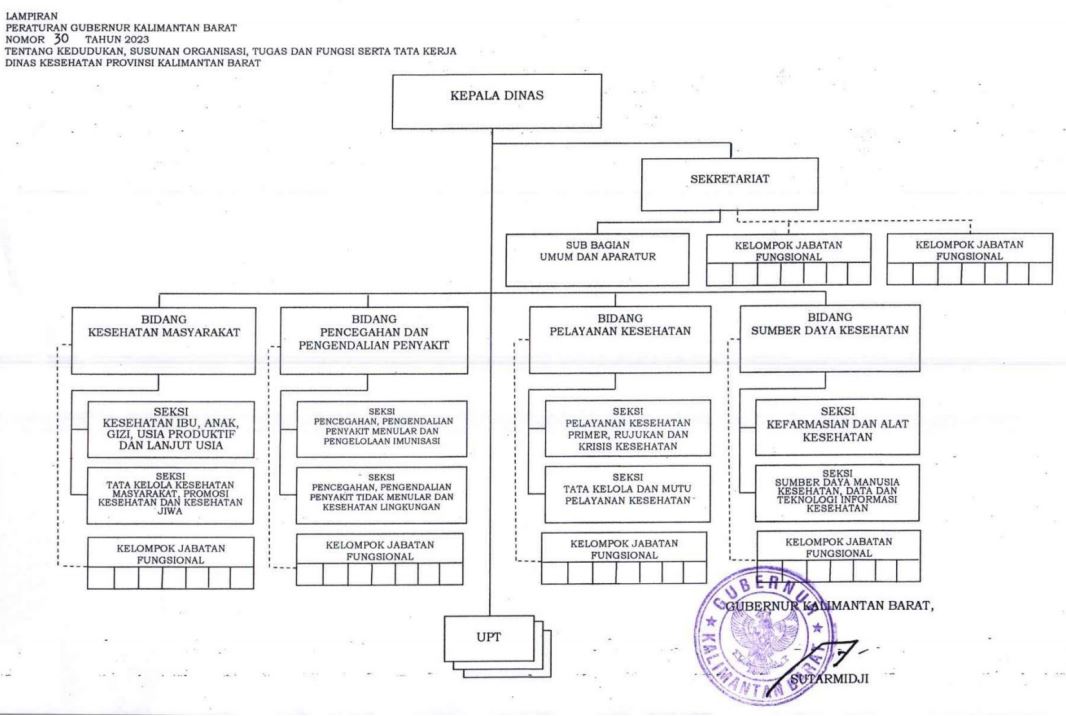 LAMPIRAN
PERATURAN GUBERNUR KALIMANTAN BARAT
NOMOR 30 TAHUN 2023
TENTANG KEDUDUKAN, SUSUNAN ORGANISASI, TUGAS DAN FUNGSI SERTA TATA KERJA
DINAS KESEHATAN PROVINSI KALIMANTAN BARAT
KEPALA DINAS
SEKRETARIAT
SUB BAGIAN
UMUM DAN APARATUR
KELOMPOK JABATAN
FUNGSIONAL
KELOMPOK JABATAN
FUNGSIONAL
BIDANG
KESEHATAN MASYARAKAT
BIDANG
PENCEGAHAN DAN
PENGENDALIAN PENYAKIT
BIDANG
PELAYANAN KESEHATAN
BIDANG
SUMBER DAYA KESEHATAN
SEKSI
KESEHATAN IBU, ANAK,
GIZI, USIA PRODUKTIF
DAN LANJUT USIA
SEKSI
PENCEGAHAN, PENGENDALIAN
PENYAKIT MENULAR DAN
PENGELOLAAN IMUNISASI
SEKSI
PELAYANAN KESEHATAN
PRIMER, RUJUKAN DAN
KRISIS KESEHATAN
SEKSI
KEFARMASIAN DAN ALAT
KESEHATAN
SEKSI
TATA KELOLA KESEHATAN
MASYARAKAT, PROMOSI
KESEHATAN DAN KESEHATAN
JIWA
SEKSI
PENCEGAHAN, PENGENDALIAN
PENYAKIT TIDAK MENULAR DAN
KESEHATAN LINGKUNGAN
SEKSI
TATA KELOLA DAN MUTU
PELAYANAN KESEHATAN
SEKSI
SUMBER DAYA MANUSIA
KESEHATAN, DATA DAN
TEKNOLOGI INFORMASI
KESEHATAN
KELOMPOK JABATAN
FUNGSIONAL
KELOMPOK JABATAN
FUNGSIONAL
KELOMPOK JABATAN
FUNGSIONAL
KELOMPOK JABATAN
FUNGSIONAL
UPT
GUBERNUR KALIMANTAN BARAT,
GUBERNUR
KALIMANTAN BARAT
SUTARMIDJI